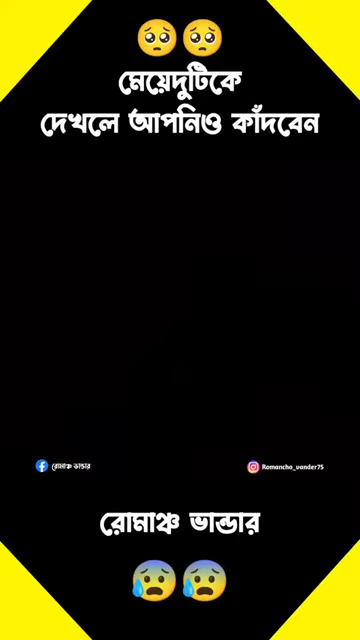 মেয়েদুটিকে
দেখলে আপনিও কাঁদবেন
রোমাঞ্চ ভান্ডার
Romancho_vander75
রোমাঞ্চ ভান্ডার